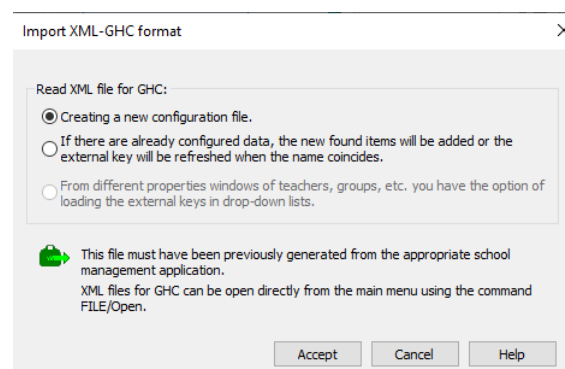 Import XML-GHC format
Read XML file for GHC:
Creating a new configuration file.
If there are already configured data, the new found items will be added or the
external key will be refreshed when the name coincides.
From different properties windows of teachers, groups, etc. you have the option of
loading the external keys in drop-down lists.
This file must have been previously generated from the appropriate school
management application.
XML files for GHC can be open directly from the main menu using the command
FILE/Open.
Accept Cancel Help